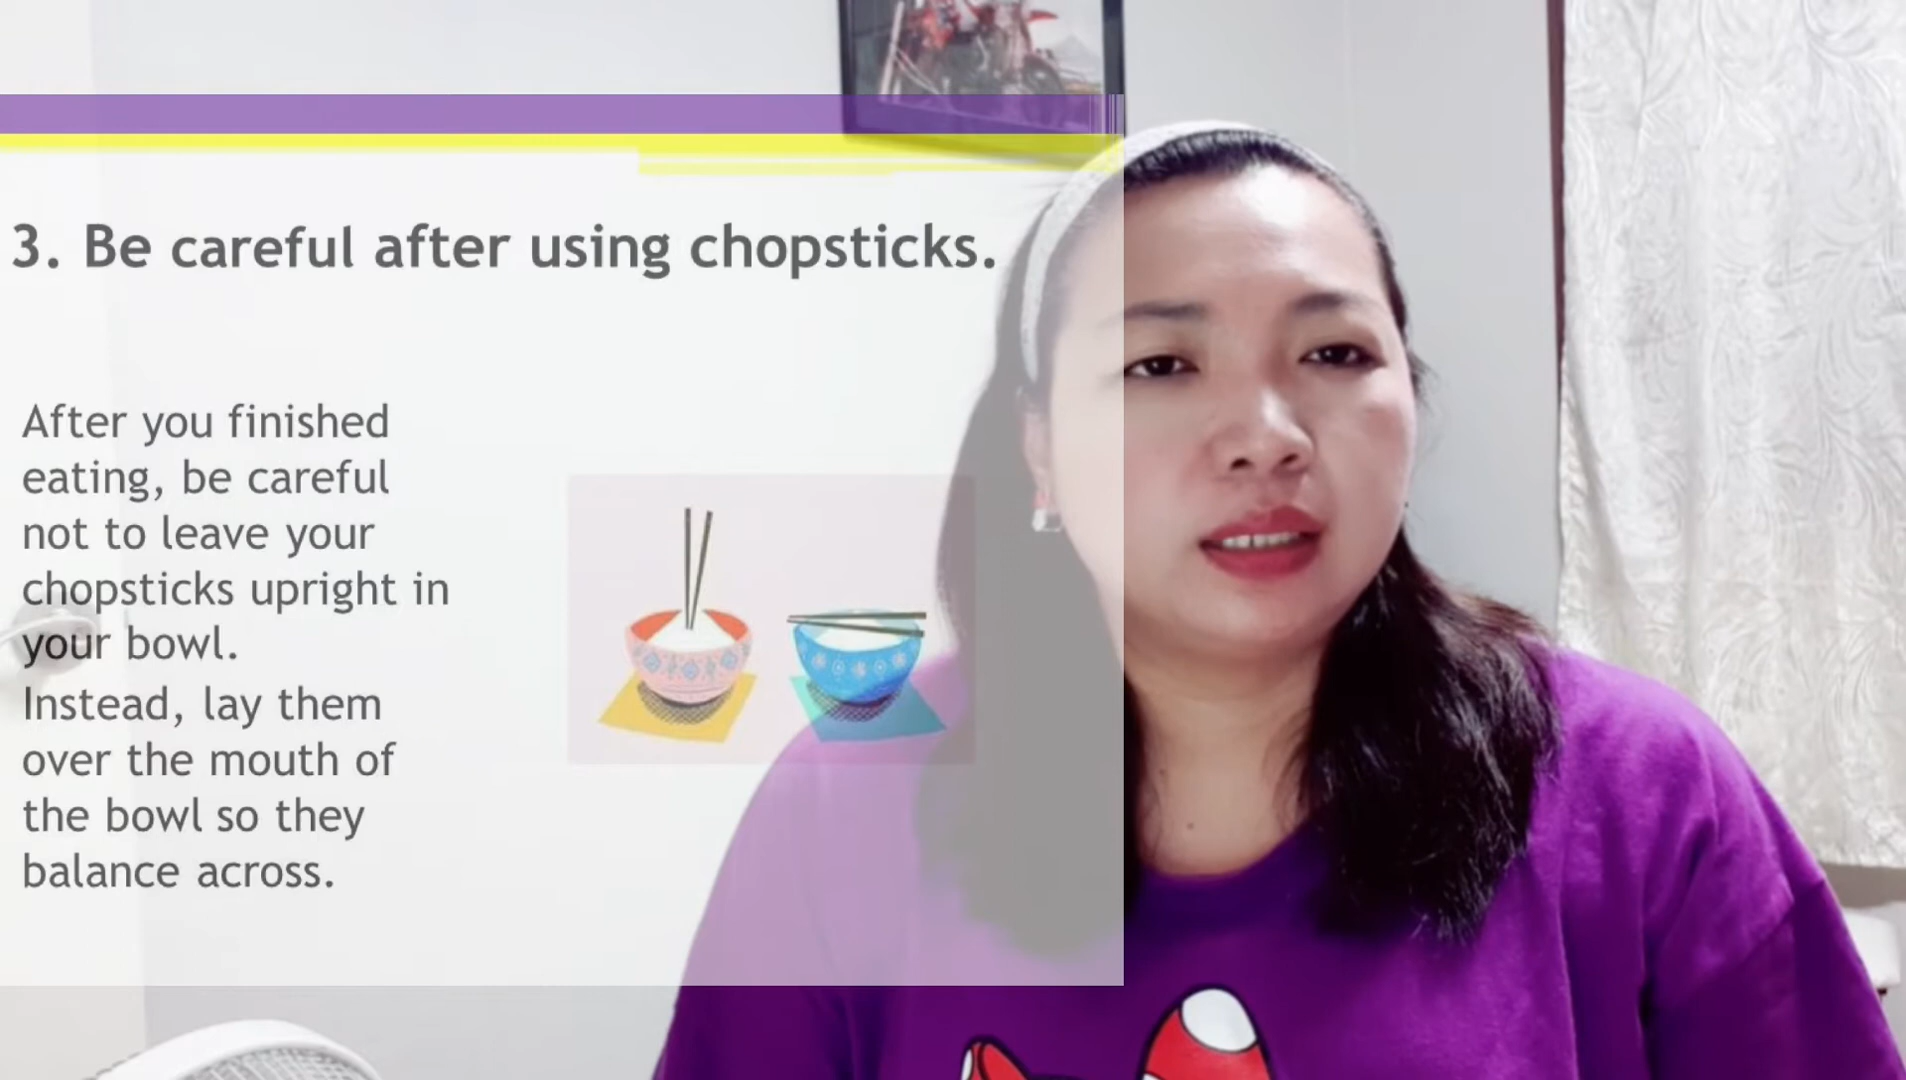 3. Be careful after using chopsticks.
After you finished
eating, be careful
not to leave your
chopsticks upright in
your bowl.
Instead, lay them
over the mouth of
the bowl so they
balance across.